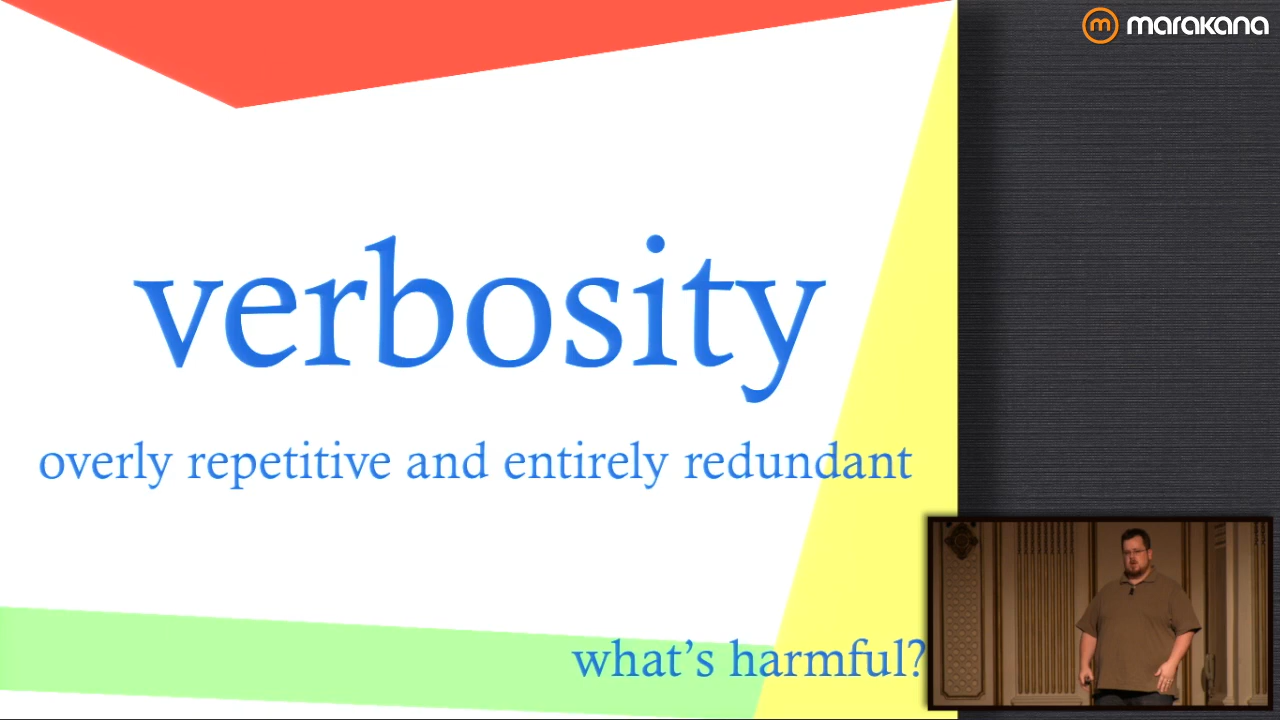 marakana
verbosity
overly repetitive and entirely redundant
what's harmful?